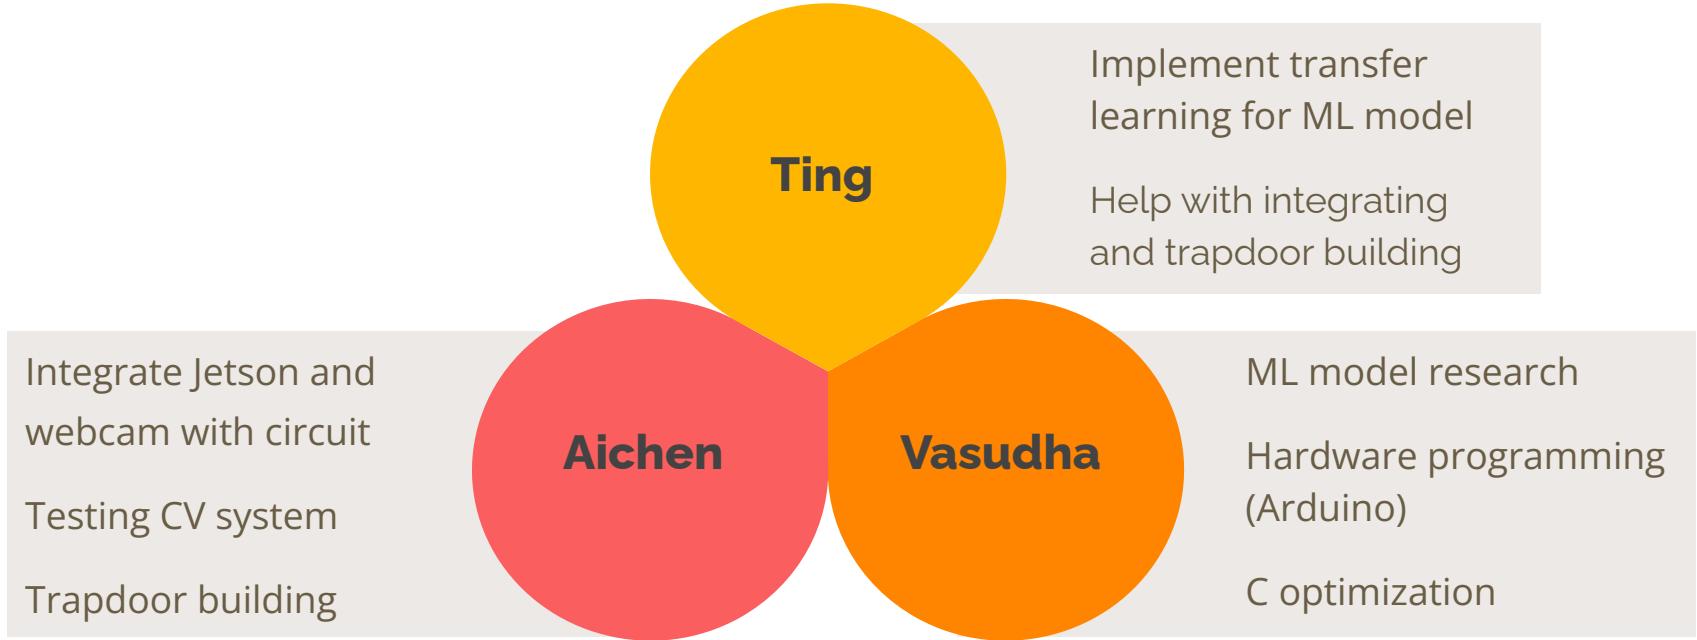 Ting
Implement transfer
learning for ML model
Help with integrating
and trapdoor building
Aichen
Integrate Jetson and
webcam with circuit
Testing CV system
Trapdoor building
Vasudha
ML model research
Hardware programming
(Arduino)
C optimization